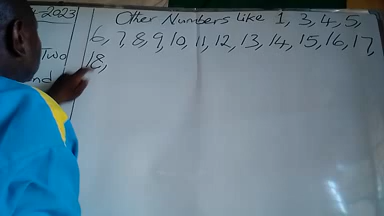 2023
Other Numbers Like 1, 3, 4, 5,
6, 7, 8, 9, 10, 11, 12, 13, 14, 15, 16, 17,
Two
18,
nd